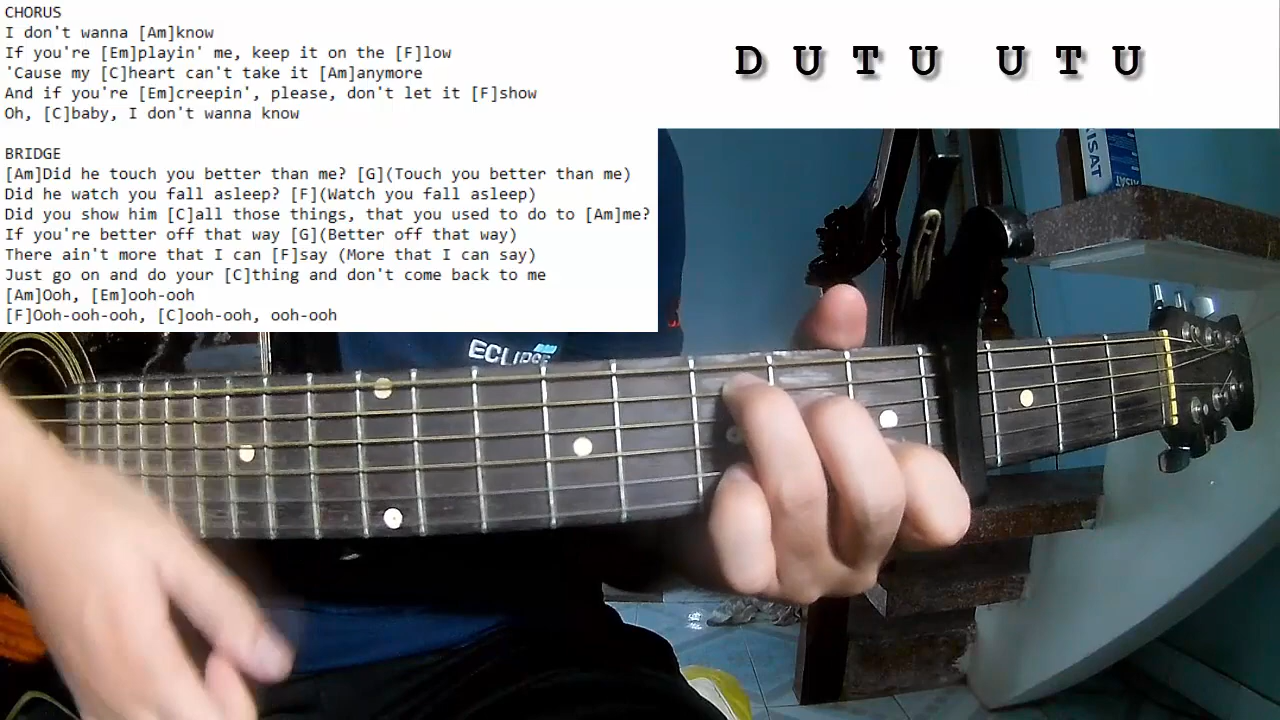 CHORUS
I don't wanna [Am]know
If you're [Em]playin' me, keep it on the [F]low
'Cause my [C]heart can't take it [Am]anymore
And if you're [Em]creepin', please, don't let it [F]show
Oh, [C]baby, I don't wanna know

BRIDGE
[Am]Did he touch you better than me? [G](Touch you better than me)
Did he watch you fall asleep? [F](Watch you fall asleep)
Did you show him [C]all those things, that you used to do to [Am]me?
If you're better off that way [G](Better off that way)
There ain't more that I can [F]say (More that I can say)
Just go on and do your [C]thing and don't come back to me
[Am]Ooh, [Em]ooh-ooh
[F]Ooh-ooh-ooh, [C]ooh-ooh, ooh-ooh
D U T U U T U
ECLIPSE